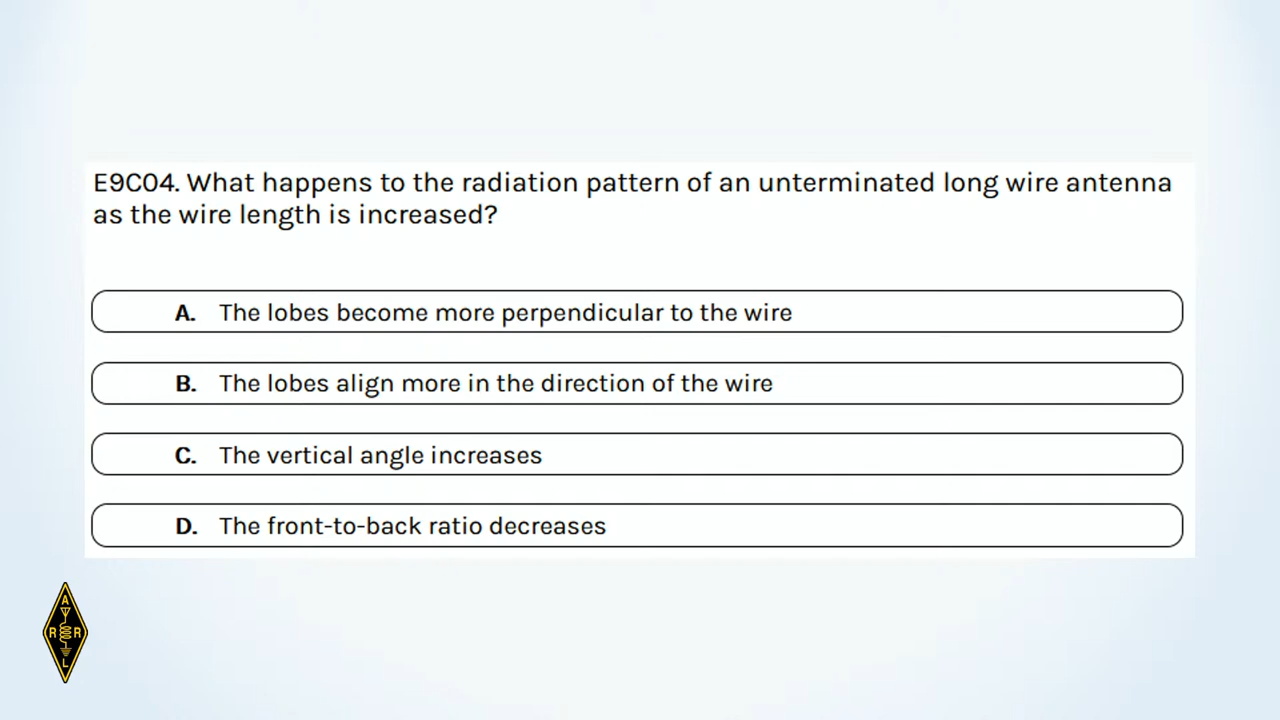 E9C04. What happens to the radiation pattern of an unterminated long wire antenna
as the wire length is increased?
A. The lobes become more perpendicular to the wire
B. The lobes align more in the direction of the wire
C. The vertical angle increases
D. The front-to-back ratio decreases
A
R R
L